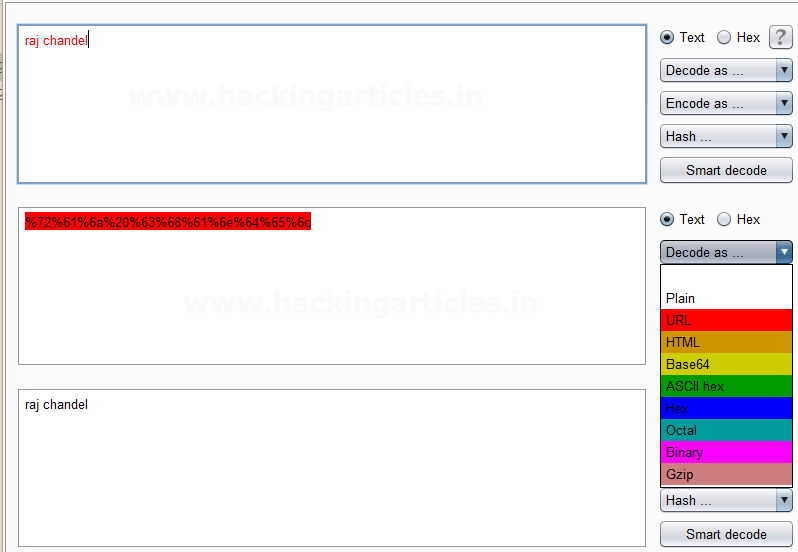 raj chandel
www.hackingarticles.in
Text Hex ?
Decode as ...
Encode as ...
Hash ...
Smart decode
%72%61%6a%20%63%68%61%6e%64%65%6c
www.hackingarticles.in
Text Hex
Decode as ...
Plain
URL
HTML
Base64
ASCII hex
Hex
Octal
Binary
Gzip
raj chandel
Hash ...
Smart decode